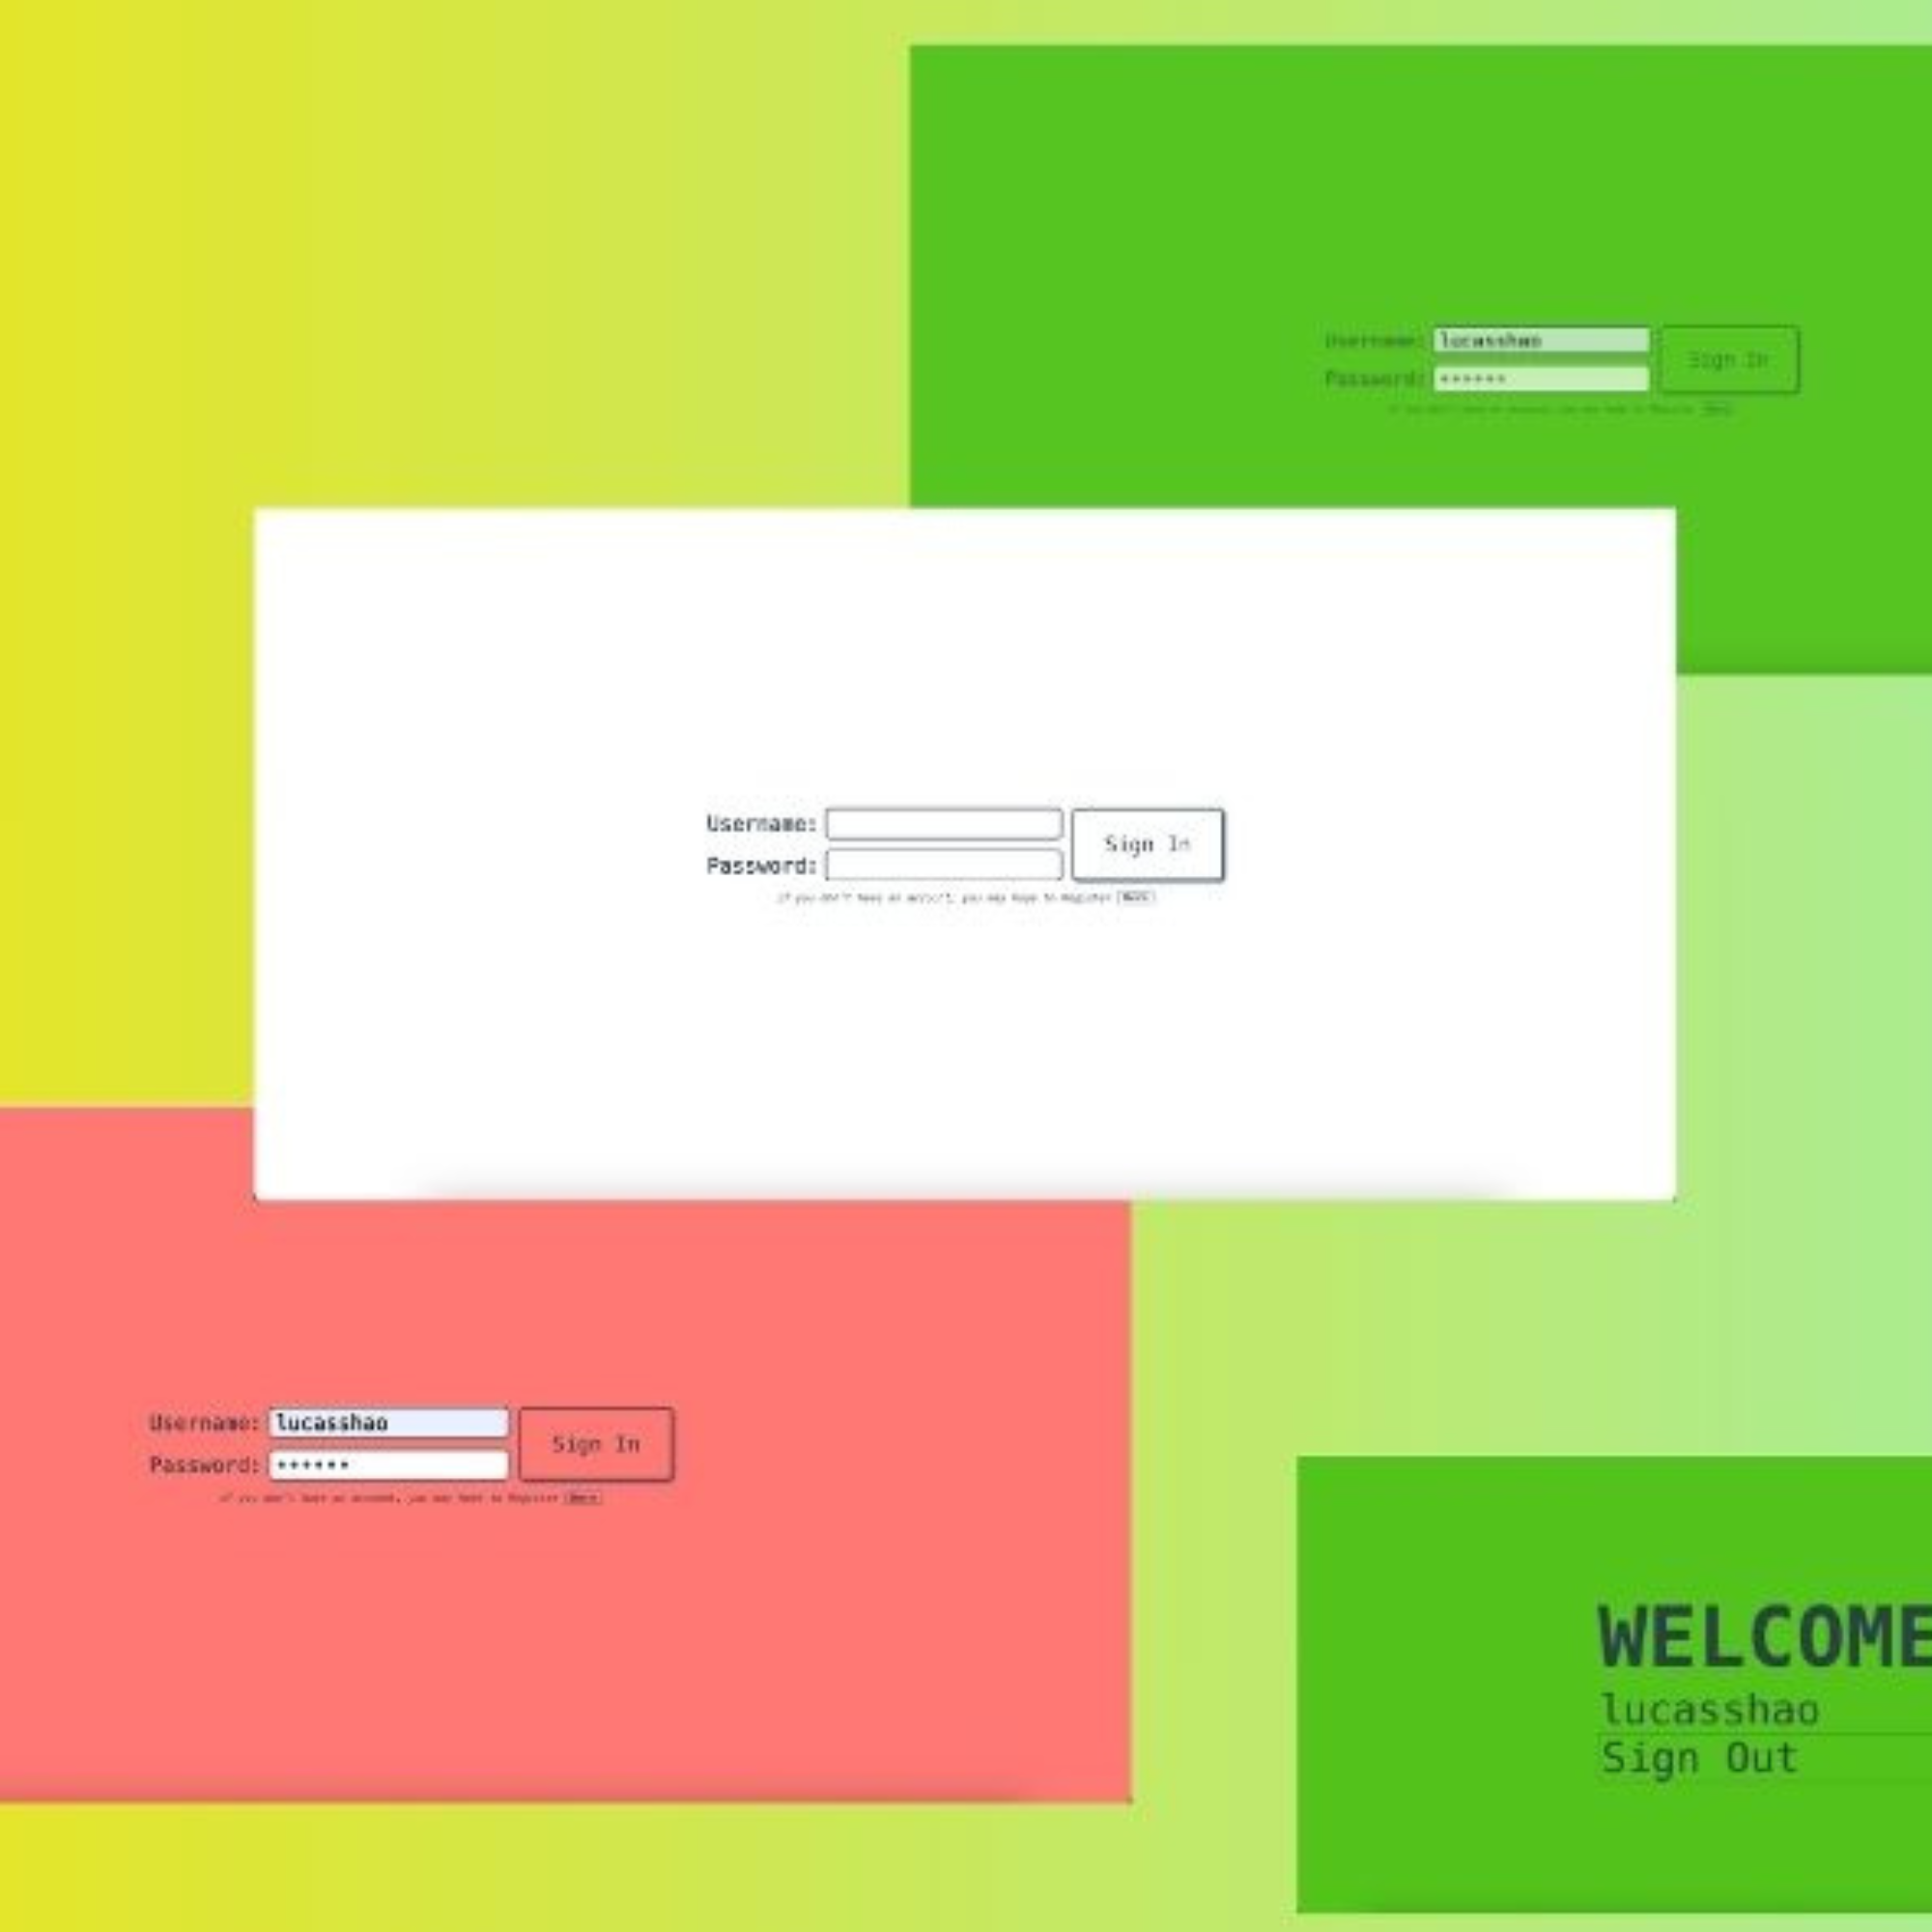 Username: lucasshao
Password: ••••••
Sign In
Username:
Password:
Sign In
if you don't have an account, you may have to Register Here
Username: lucasshao
Password: ••••••
Sign In
if you don't have an account, you may have to Register Here
WELCOME
lucasshao
Sign Out